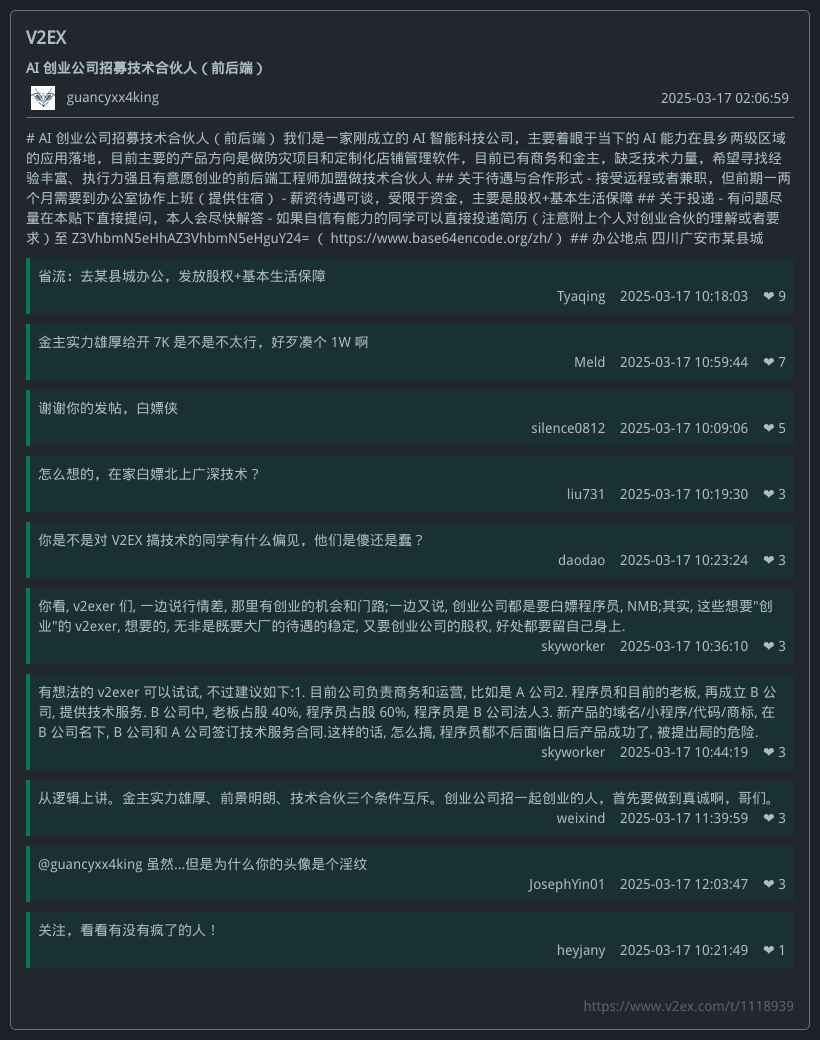 V2EX
AI 创业公司招募技术合伙人（前后端）
guancyxx4king 2025-03-17 02:06:59
# AI 创业公司招募技术合伙人（前后端） 我们是一家刚成立的 AI 智能科技公司，主要着眼于当下的 AI 能力在县乡两级区域
的应用落地，目前主要的产品方向是做防灾项目和定制化店铺管理软件，目前已有商务和金主，缺乏技术力量，希望寻找经
验丰富、执行力强且有意愿创业的前后端工程师加盟做技术合伙人 ## 关于待遇与合作形式 - 接受远程或者兼职，但前期一两
个月需要到办公室协作上班（提供住宿） - 薪资待遇可谈，受限于资金，主要是股权+基本生活保障 ## 关于投递 - 有问题尽
量在本贴下直接提问，本人会尽快解答 - 如果自信有能力的同学可以直接投递简历（注意附上个人对创业合伙的理解或者要
求）至 Z3VhbmN5eHhAZ3VhbmN5eHguY24= （ https://www.base64encode.org/zh/ ） ## 办公地点 四川广安市某县城
省流：去某县城办公，发放股权+基本生活保障
Tyaqing 2025-03-17 10:18:03 ❤ 9
金主实力雄厚给开 7K 是不是不太行，好歹凑个 1W 啊
Meld 2025-03-17 10:59:44 ❤ 7
谢谢你的发帖，白嫖侠
silence0812 2025-03-17 10:09:06 ❤ 5
怎么想的，在家白嫖北上广深技术？
liu731 2025-03-17 10:19:30 ❤ 3
你是不是对 V2EX 搞技术的同学有什么偏见，他们是傻还是蠢？
daodao 2025-03-17 10:23:24 ❤ 3
你看, v2exer 们, 一边说行情差, 那里有创业的机会和门路;一边又说, 创业公司都是要白嫖程序员, NMB;其实, 这些想要"创
业"的 v2exer, 想要的, 无非是既要大厂的待遇的稳定, 又要创业公司的股权, 好处都要留自己身上.
skyworker 2025-03-17 10:36:10 ❤ 3
有想法的 v2exer 可以试试, 不过建议如下:1. 目前公司负责商务和运营, 比如是 A 公司2. 程序员和目前的老板, 再成立 B 公
司, 提供技术服务. B 公司中, 老板占股 40%, 程序员占股 60%, 程序员是 B 公司法人3. 新产品的域名/小程序/代码/商标, 在
B 公司名下, B 公司和 A 公司签订技术服务合同.这样的话, 怎么搞, 程序员都不后面临日后产品成功了, 被提出局的危险.
skyworker 2025-03-17 10:44:19 ❤ 3
从逻辑上讲。金主实力雄厚、前景明朗、技术合伙三个条件互斥。创业公司招一起创业的人，首先要做到真诚啊，哥们。
weixind 2025-03-17 11:39:59 ❤ 3
@guancyxx4king 虽然...但是为什么你的头像是个淫纹
JosephYin01 2025-03-17 12:03:47 ❤ 3
关注，看看有没有疯了的人！
heyjany 2025-03-17 10:21:49 ❤ 1
https://www.v2ex.com/t/1118939